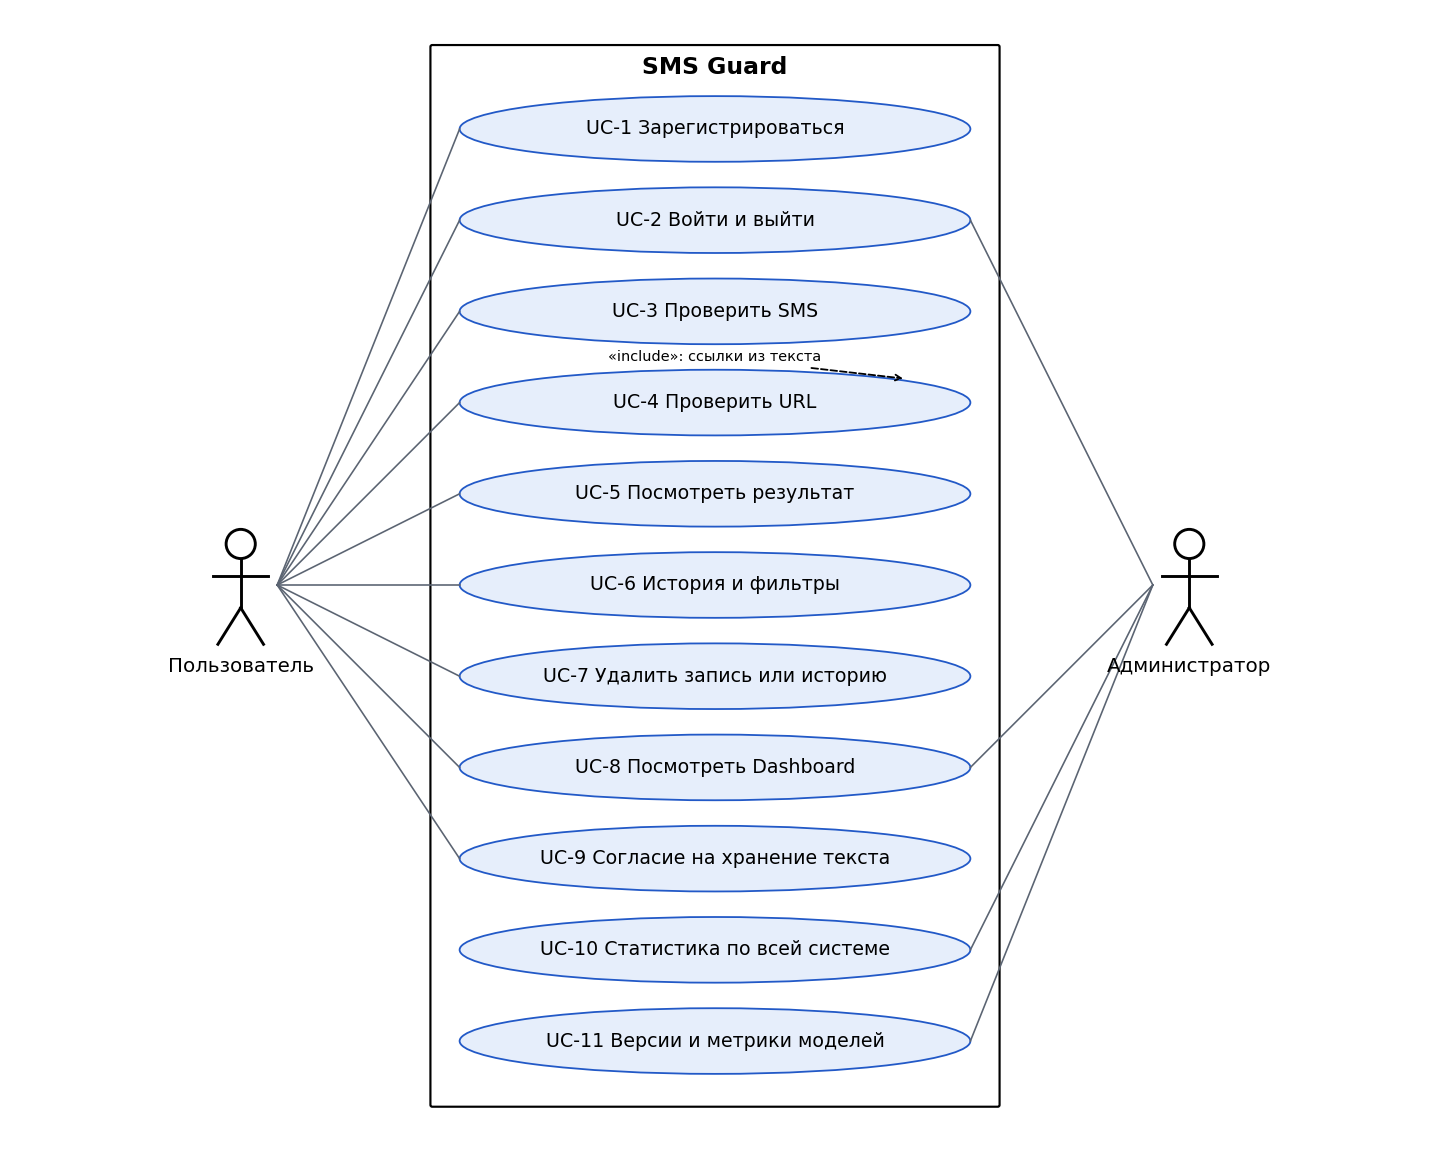 SMS Guard
UC-1 Зарегистрироваться
UC-2 Войти и выйти
UC-3 Проверить SMS
«include»: ссылки из текста
UC-4 Проверить URL
UC-5 Посмотреть результат
UC-6 История и фильтры
Пользователь
Администратор
UC-7 Удалить запись или историю
UC-8 Посмотреть Dashboard
UC-9 Согласие на хранение текста
UC-10 Статистика по всей системе
UC-11 Версии и метрики моделей